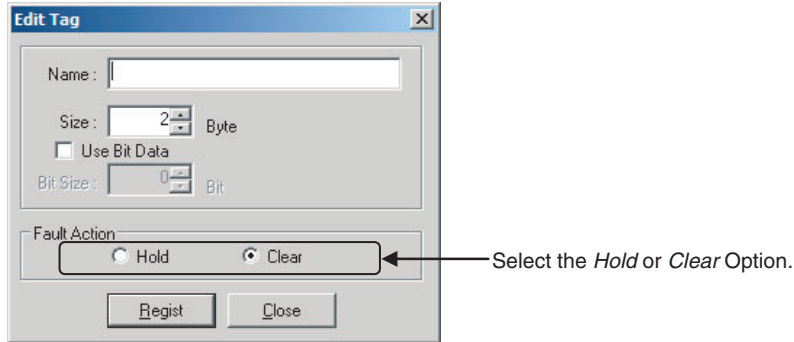 Edit Tag
Name :
Size : 2 Byte
Use Bit Data
Bit Size : 0 Bit
Fault Action
Hold Clear
Select the Hold or Clear Option.
Regist Close